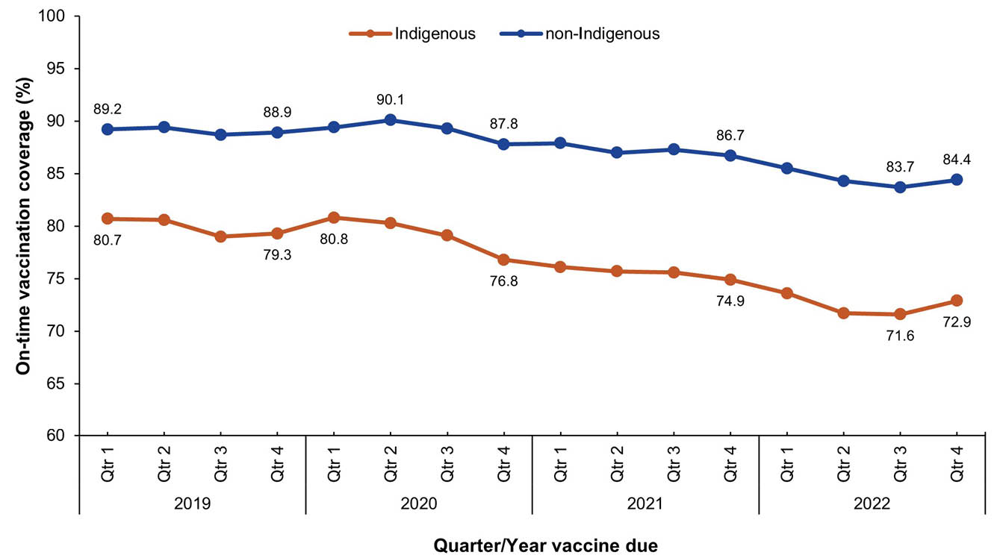 On-time vaccination coverage (%)
100
95
90
85
80
75
70
65
60
Indigenous non-Indigenous
89.2 88.9 90.1 87.8 86.7 83.7 84.4
80.7 79.3 80.8 76.8 74.9 71.6 72.9
Qtr 1 Qtr 2 Qtr 3 Qtr 4 Qtr 1 Qtr 2 Qtr 3 Qtr 4 Qtr 1 Qtr 2 Qtr 3 Qtr 4 Qtr 1 Qtr 2 Qtr 3 Qtr 4
2019 2020 2021 2022
Quarter/Year vaccine due